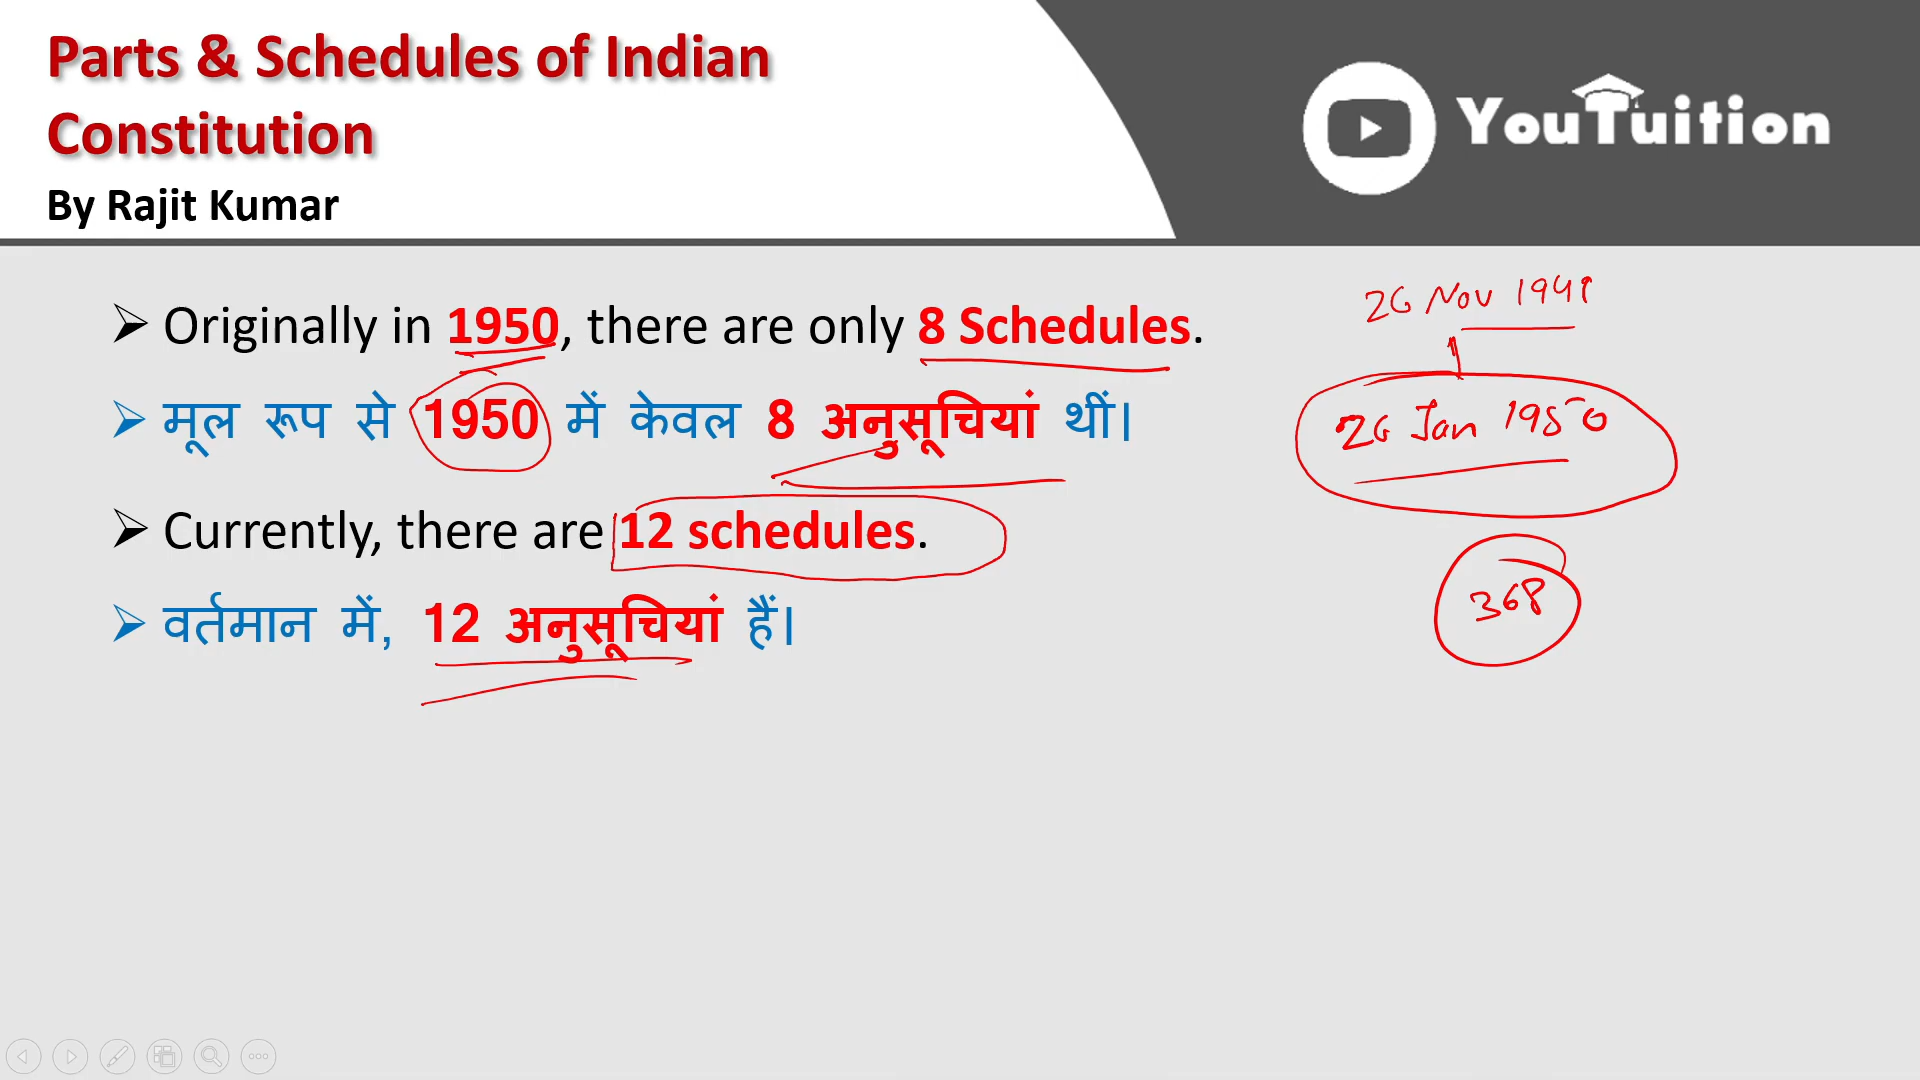 Parts & Schedules of Indian
Constitution
By Rajit Kumar
YouTuition
Originally in 1950, there are only 8 Schedules.
मूल रूप से 1950 में केवल 8 अनुसूचियां थीं।
Currently, there are 12 schedules.
वर्तमान में, 12 अनुसूचियां हैं।
26 Nov 1949
26 Jan 1950
368